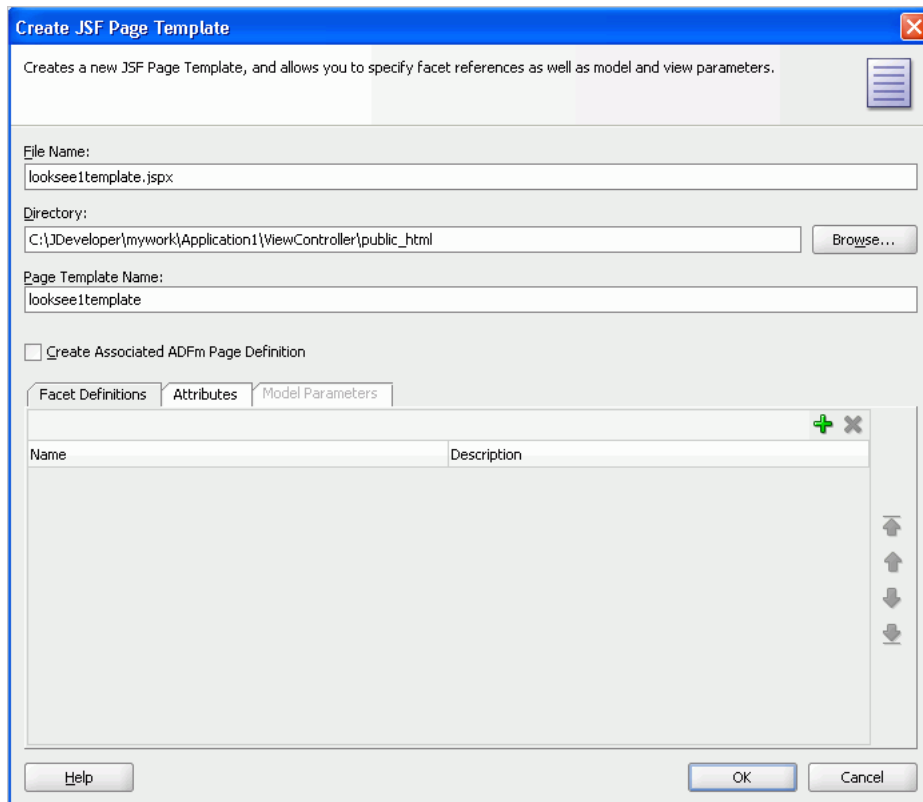 Create JSF Page Template
Creates a new JSF Page Template, and allows you to specify facet references as well as model and view parameters.
File Name:
looksee1template.jspx
Directory:
C:\JDeveloper\mywork\Application1\ViewController\public_html
Browse...
Page Template Name:
looksee1template
Create Associated ADFm Page Definition
Facet Definitions Attributes Model Parameters
Name Description
Help OK Cancel